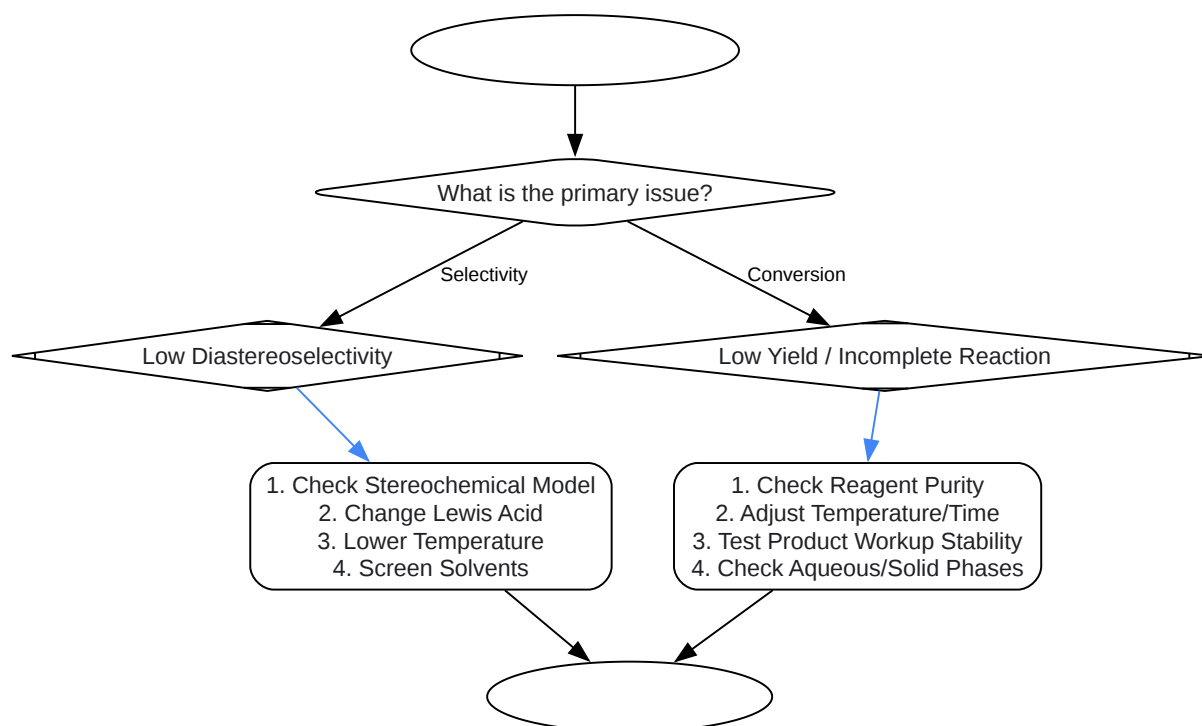 What is the primary issue?
Selectivity
Conversion
Low Diastereoselectivity
Low Yield / Incomplete Reaction
1. Check Stereochemical Model
2. Change Lewis Acid
3. Lower Temperature
4. Screen Solvents
1. Check Reagent Purity
2. Adjust Temperature/Time
3. Test Product Workup Stability
4. Check Aqueous/Solid Phases